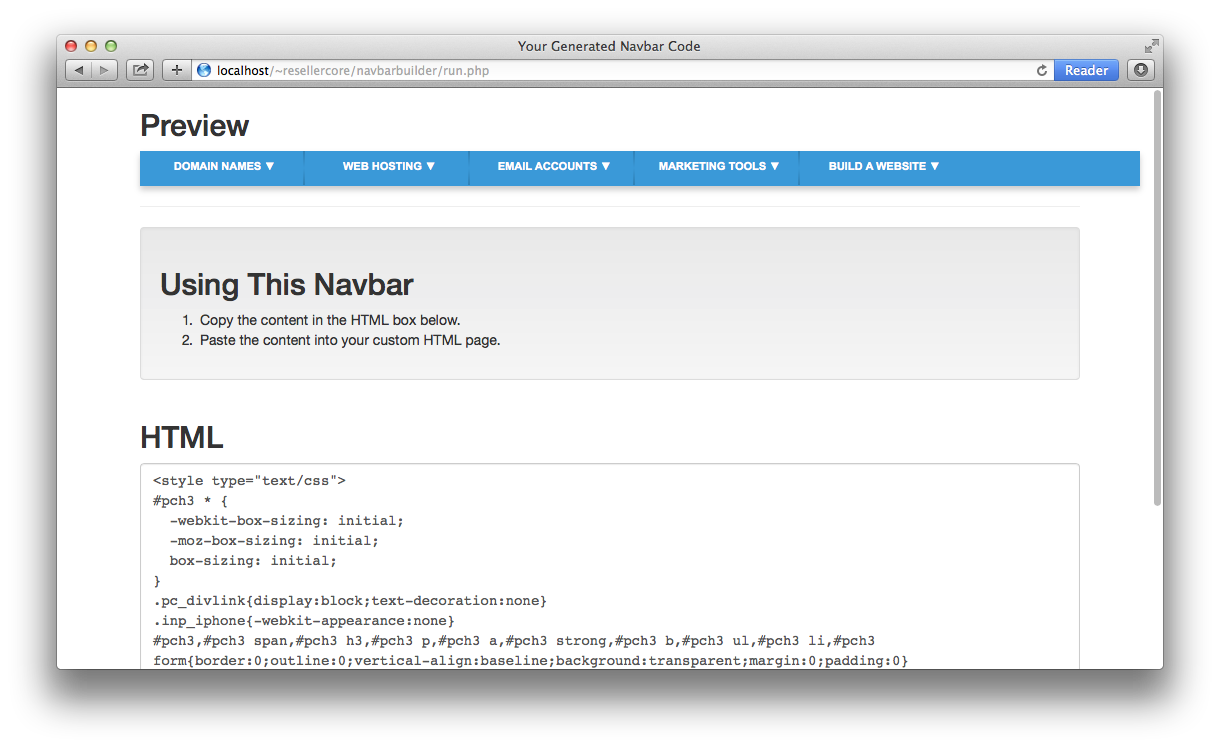 Your Generated Navbar Code
localhost/~resellercore/navbarbuilder/run.php
Reader
Preview
DOMAIN NAMES ▼ WEB HOSTING ▼ EMAIL ACCOUNTS ▼ MARKETING TOOLS ▼ BUILD A WEBSITE ▼
Using This Navbar
1. Copy the content in the HTML box below.
2. Paste the content into your custom HTML page.
HTML
<style type="text/css">
#pch3 * {
  -webkit-box-sizing: initial;
  -moz-box-sizing: initial;
  box-sizing: initial;
}
.pc_divlink{display:block;text-decoration:none}
.inp_iphone{-webkit-appearance:none}
#pch3,#pch3 span,#pch3 h3,#pch3 p,#pch3 a,#pch3 strong,#pch3 b,#pch3 ul,#pch3 li,#pch3
form{border:0;outline:0;vertical-align:baseline;background:transparent;margin:0;padding:0}